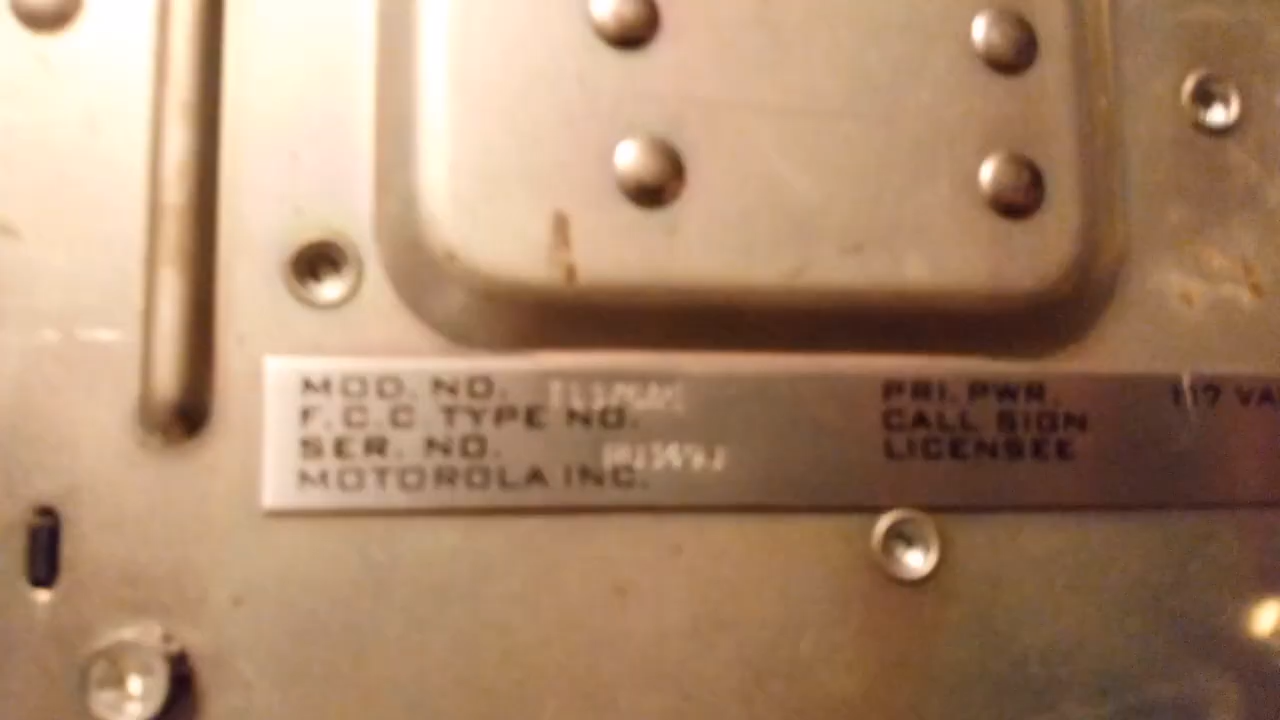 MOD. NO.
F.C.C TYPE NO.
SER. NO.
MOTOROLA INC.
PRI. PWR. 117 VA
CALL SIGN
LICENSEE